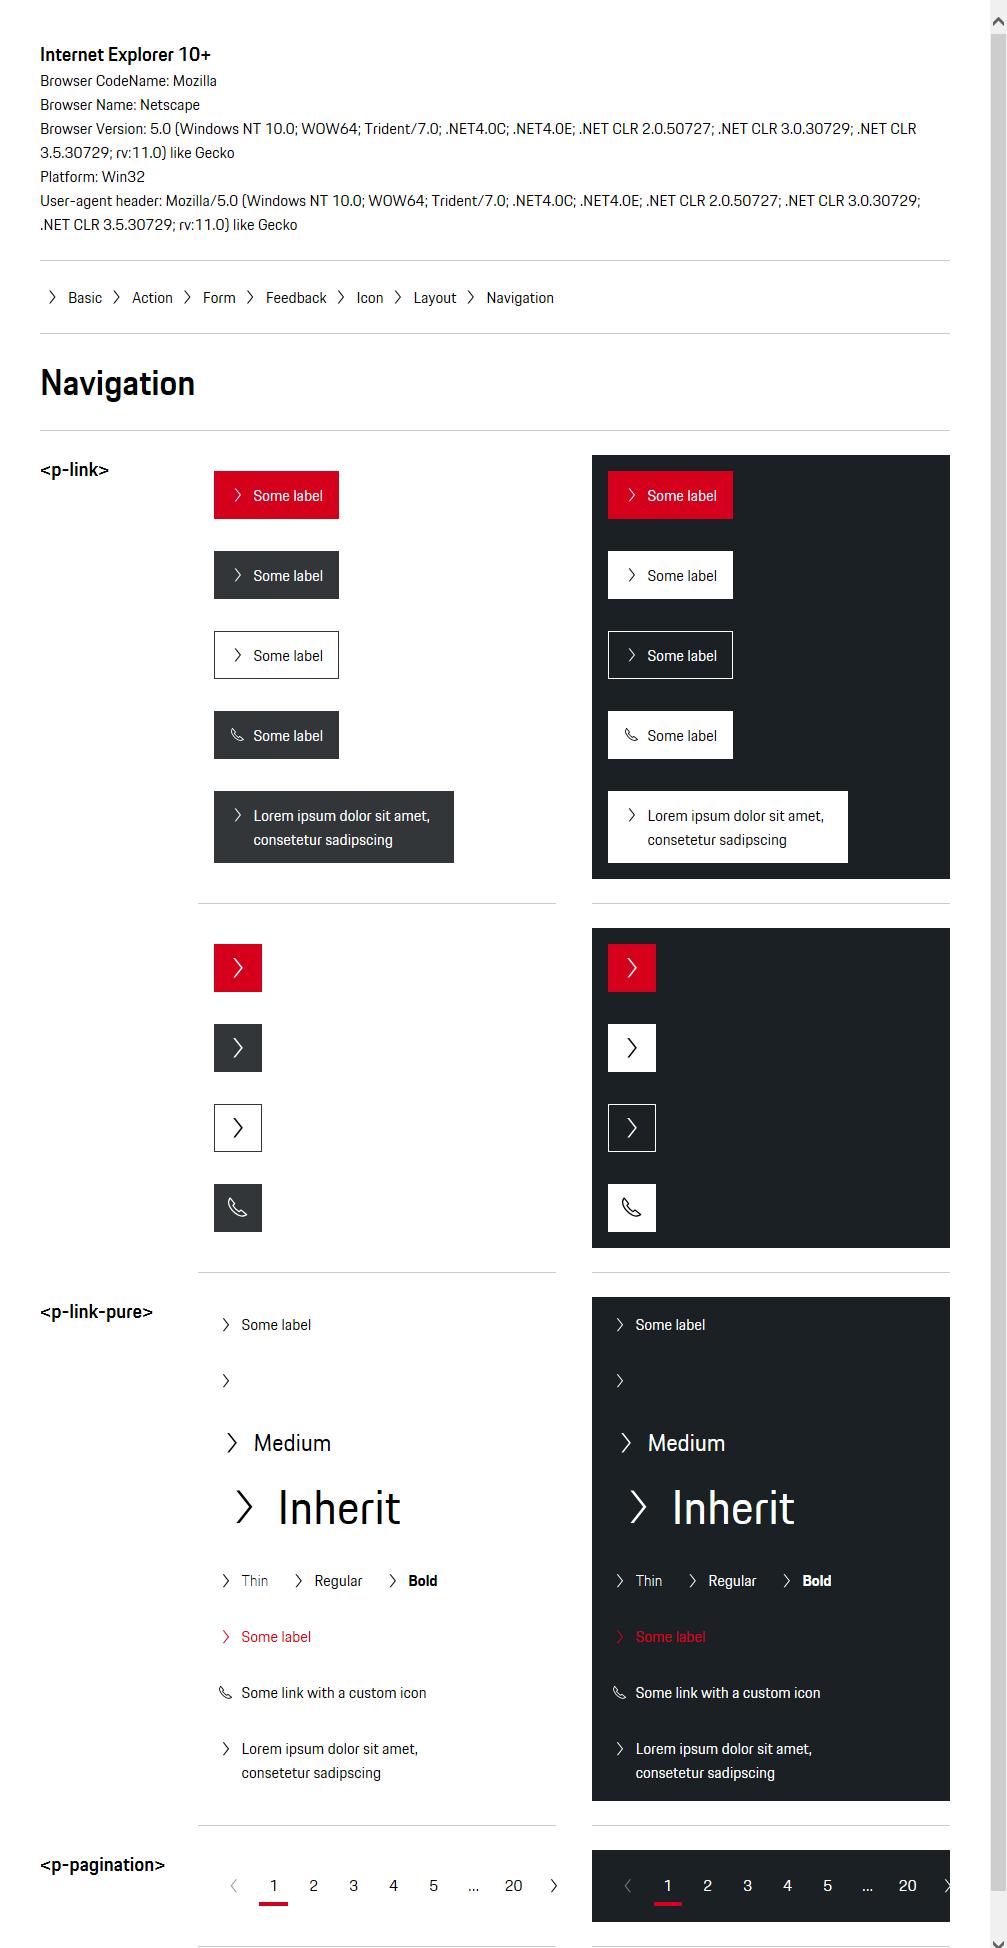 Internet Explorer 10+
Browser CodeName: Mozilla
Browser Name: Netscape
Browser Version: 5.0 (Windows NT 10.0; WOW64; Trident/7.0; .NET4.0C; .NET4.0E; .NET CLR 2.0.50727; .NET CLR 3.0.30729; .NET CLR
3.5.30729; rv:11.0) like Gecko
Platform: Win32
User-agent header: Mozilla/5.0 (Windows NT 10.0; WOW64; Trident/7.0; .NET4.0C; .NET4.0E; .NET CLR 2.0.50727; .NET CLR 3.0.30729;
.NET CLR 3.5.30729; rv:11.0) like Gecko
Basic Action Form Feedback Icon Layout Navigation
Navigation
<p-link>
Some label Some label
Some label Some label
Some label Some label
Some label Some label
Lorem ipsum dolor sit amet, Lorem ipsum dolor sit amet,
consetetur sadipscing consetetur sadipscing
<p-link-pure>
Some label Some label
Medium Medium
Inherit Inherit
Thin Regular Bold Thin Regular Bold
Some label Some label
Some link with a custom icon Some link with a custom icon
Lorem ipsum dolor sit amet, Lorem ipsum dolor sit amet,
consetetur sadipscing consetetur sadipscing
<p-pagination>
1 2 3 4 5 ... 20 1 2 3 4 5 ... 20